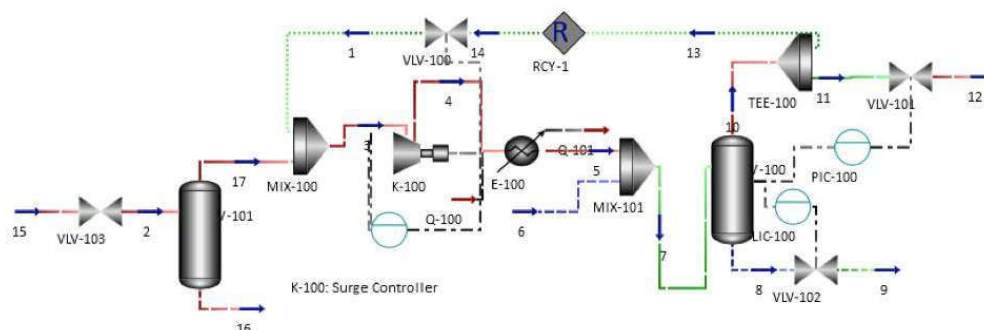 1
VLV-100
14
RCY-1
R
13
TEE-100
11
VLV-101
12
4
3
17
MIX-100
K-100
E-100
Q-101
5
MIX-101
10
V-100
PIC-100
15
VLV-103
2
V-101
Q-100
6
7
LIC-100
8
VLV-102
9
K-100: Surge Controller
16